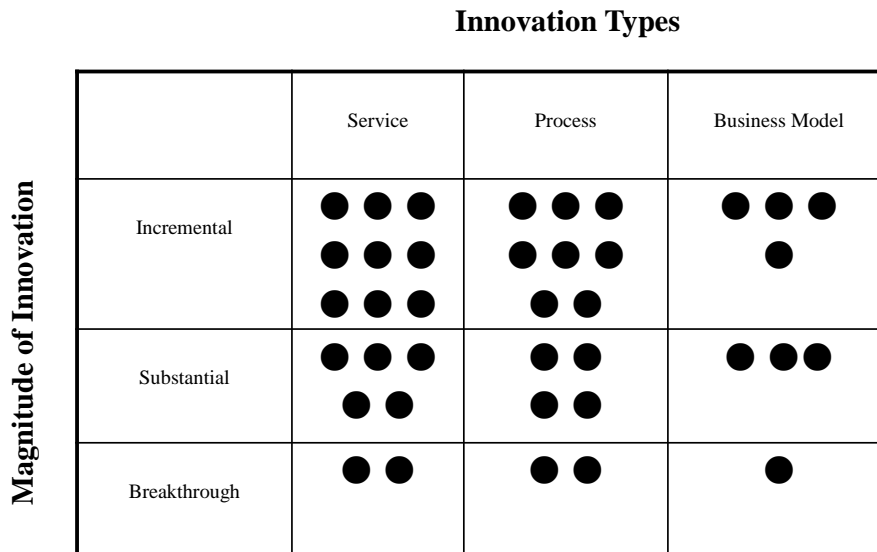 Innovation Types
Service Process Business Model
Magnitude of Innovation
Incremental
Substantial
Breakthrough